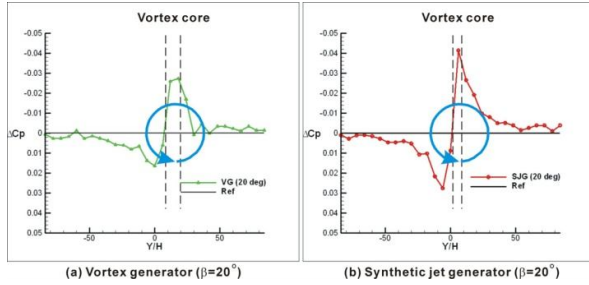 Vortex core
-0.05
-0.04
-0.03
-0.02
-0.01
ΔCp
0
0.01
0.02
0.03
0.04
0.05
VG (20 deg)
Ref
-50
0
50
Y/H
(a) Vortex generator (β=20°)
Vortex core
-0.05
-0.04
-0.03
-0.02
-0.01
ΔCp
0
0.01
0.02
0.03
0.04
0.05
SJG (20 deg)
Ref
-50
0
50
Y/H
(b) Synthetic jet generator (β=20°)